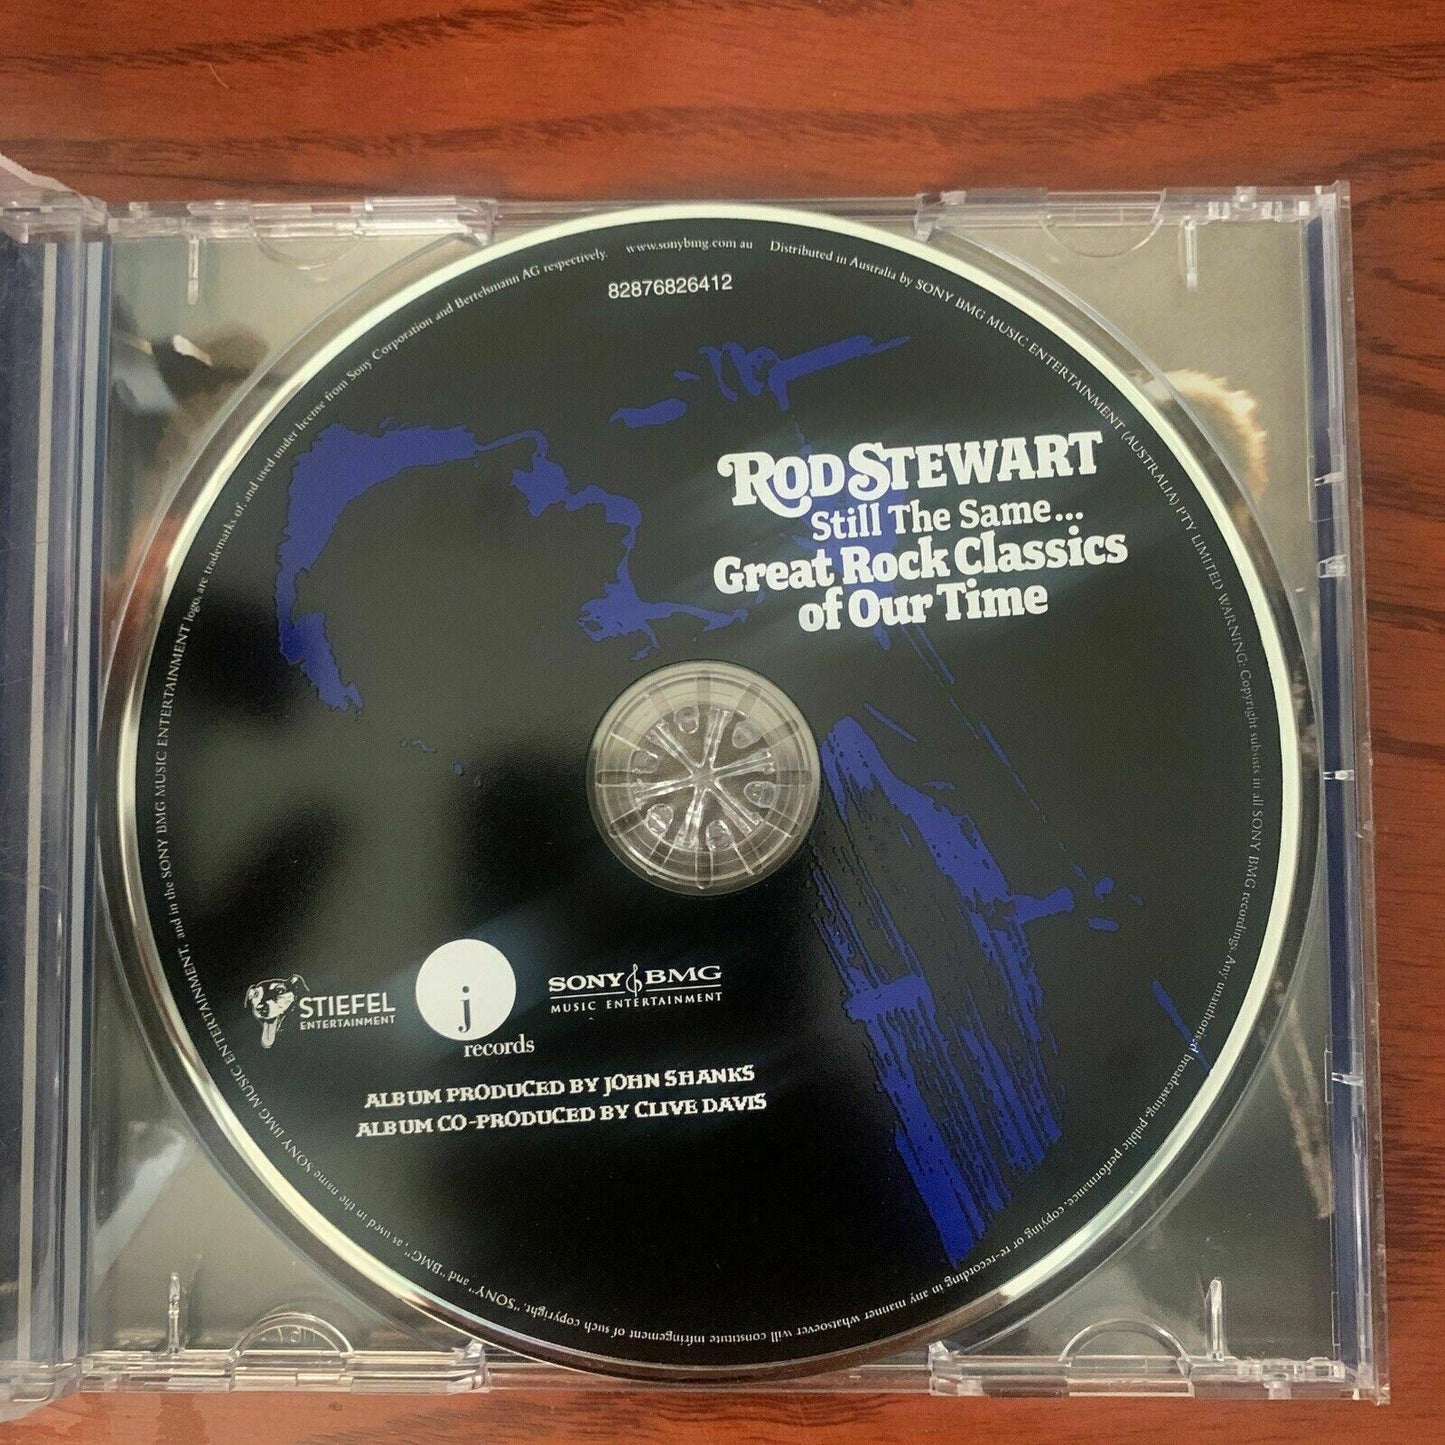 82876826412
ROD STEWART
Still The Same...
Great Rock Classics
of Our Time
STIEFEL
ENTERTAINMENT
j
records
SONY BMG
MUSIC ENTERTAINMENT
ALBUM PRODUCED BY JOHN SHANKS
ALBUM CO-PRODUCED BY CLIVE DAVIS
www.sonybmg.com.au Distributed in Australia by SONY BMG MUSIC ENTERTAINMENT (AUSTRALIA) PTY LIMITED WARNING: Copyright subsists in all SONY BMG recordings. Any unauthorised broadcasting, public performance, copying or re-recording in any manner whatsoever will constitute infringement of such copyright. "SONY" and "BMG", as used in the name SONY BMG MUSIC ENTERTAINMENT, and in the SONY BMG MUSIC ENTERTAINMENT logo, are trademarks of, and used under license from Sony Corporation and Bertelsmann AG respectively.